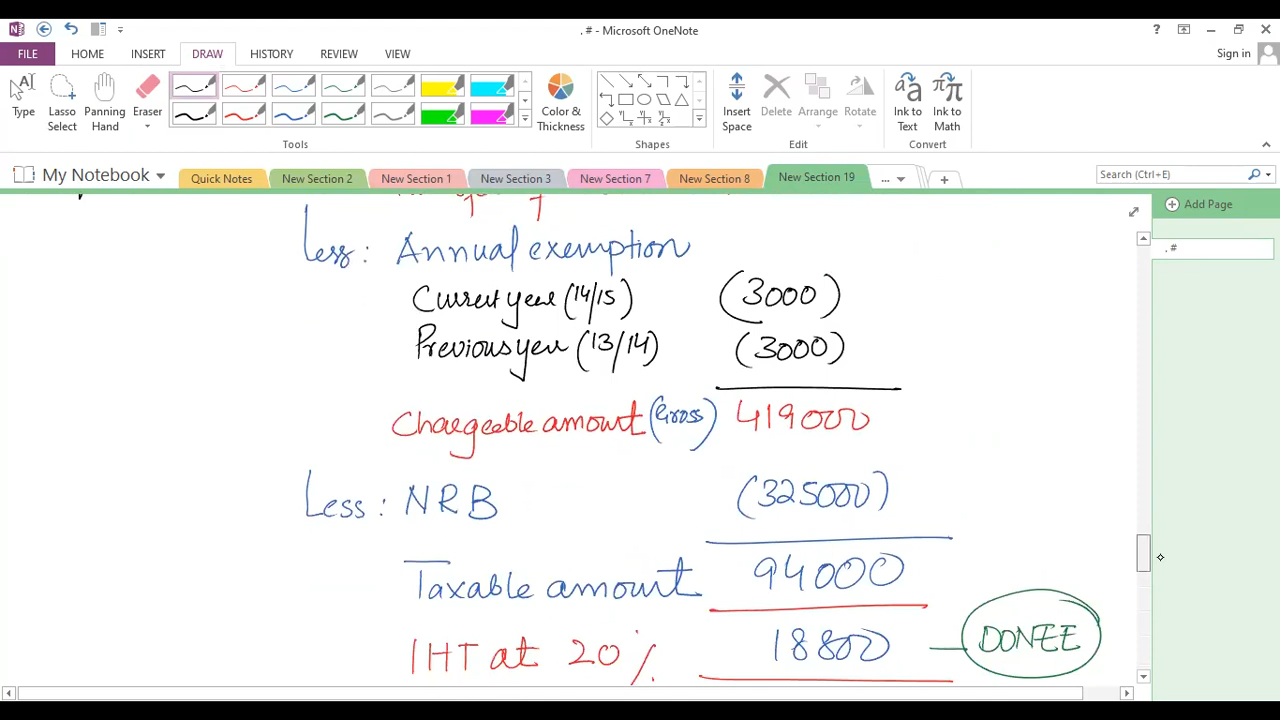 . # - Microsoft OneNote
?
Sign in
FILE HOME INSERT DRAW HISTORY REVIEW VIEW
Type
Lasso Select
Panning Hand
Eraser
Color & Thickness
Insert Space
Delete
Arrange
Rotate
Ink to Text
Ink to Math
Tools
Shapes
Edit
Convert
My Notebook
Quick Notes
New Section 2
New Section 1
New Section 3
New Section 7
New Section 8
New Section 19
...
Search (Ctrl+E)
Add Page
. #
Less: Annual exemption
Current year (14/15) (3000)
Previous year (13/14) (3000)
Chargeable amount (Gross) 419000
Less: NRB (325000)
Taxable amount 94000
IHT at 20% 18800 — DONEE